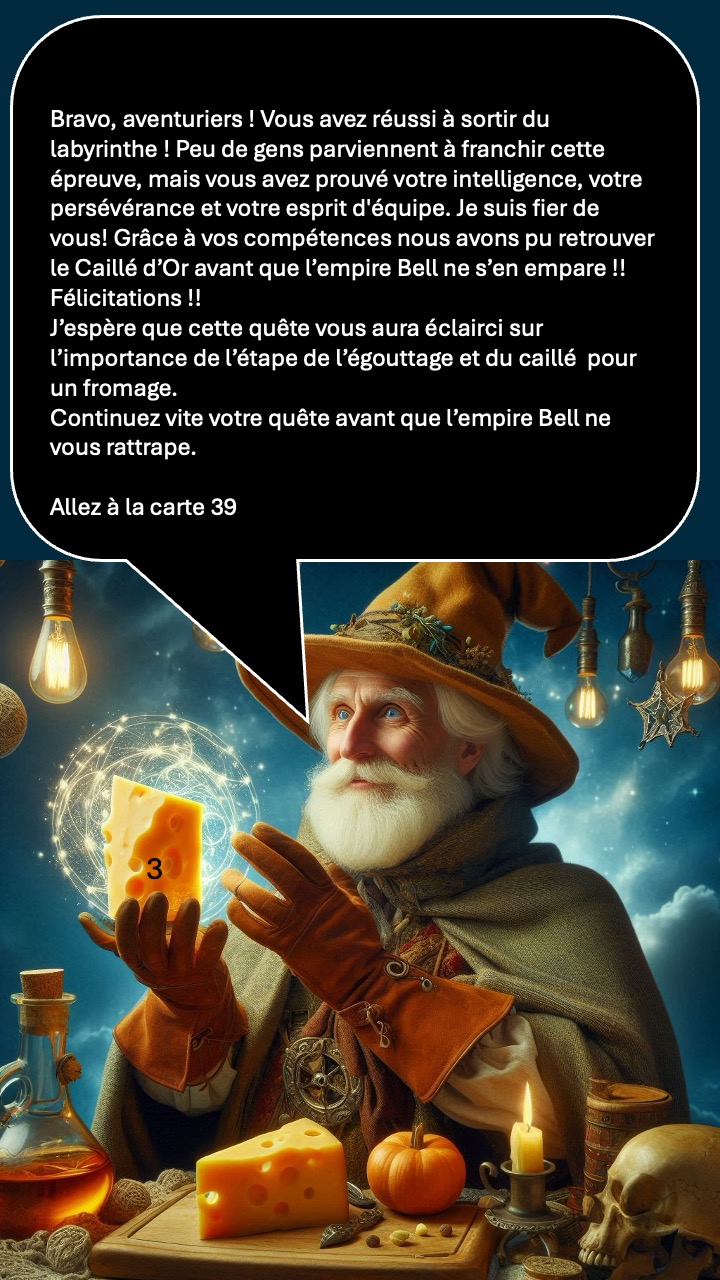 Bravo, aventuriers ! Vous avez réussi à sortir du
labyrinthe ! Peu de gens parviennent à franchir cette
épreuve, mais vous avez prouvé votre intelligence, votre
persévérance et votre esprit d'équipe. Je suis fier de
vous! Grâce à vos compétences nous avons pu retrouver
le Caillé d’Or avant que l’empire Bell ne s’en empare !!
Félicitations !!
J’espère que cette quête vous aura éclairci sur
l’importance de l’étape de l’égouttage et du caillé  pour
un fromage.
Continuez vite votre quête avant que l’empire Bell ne
vous rattrape.
Allez à la carte 39
3